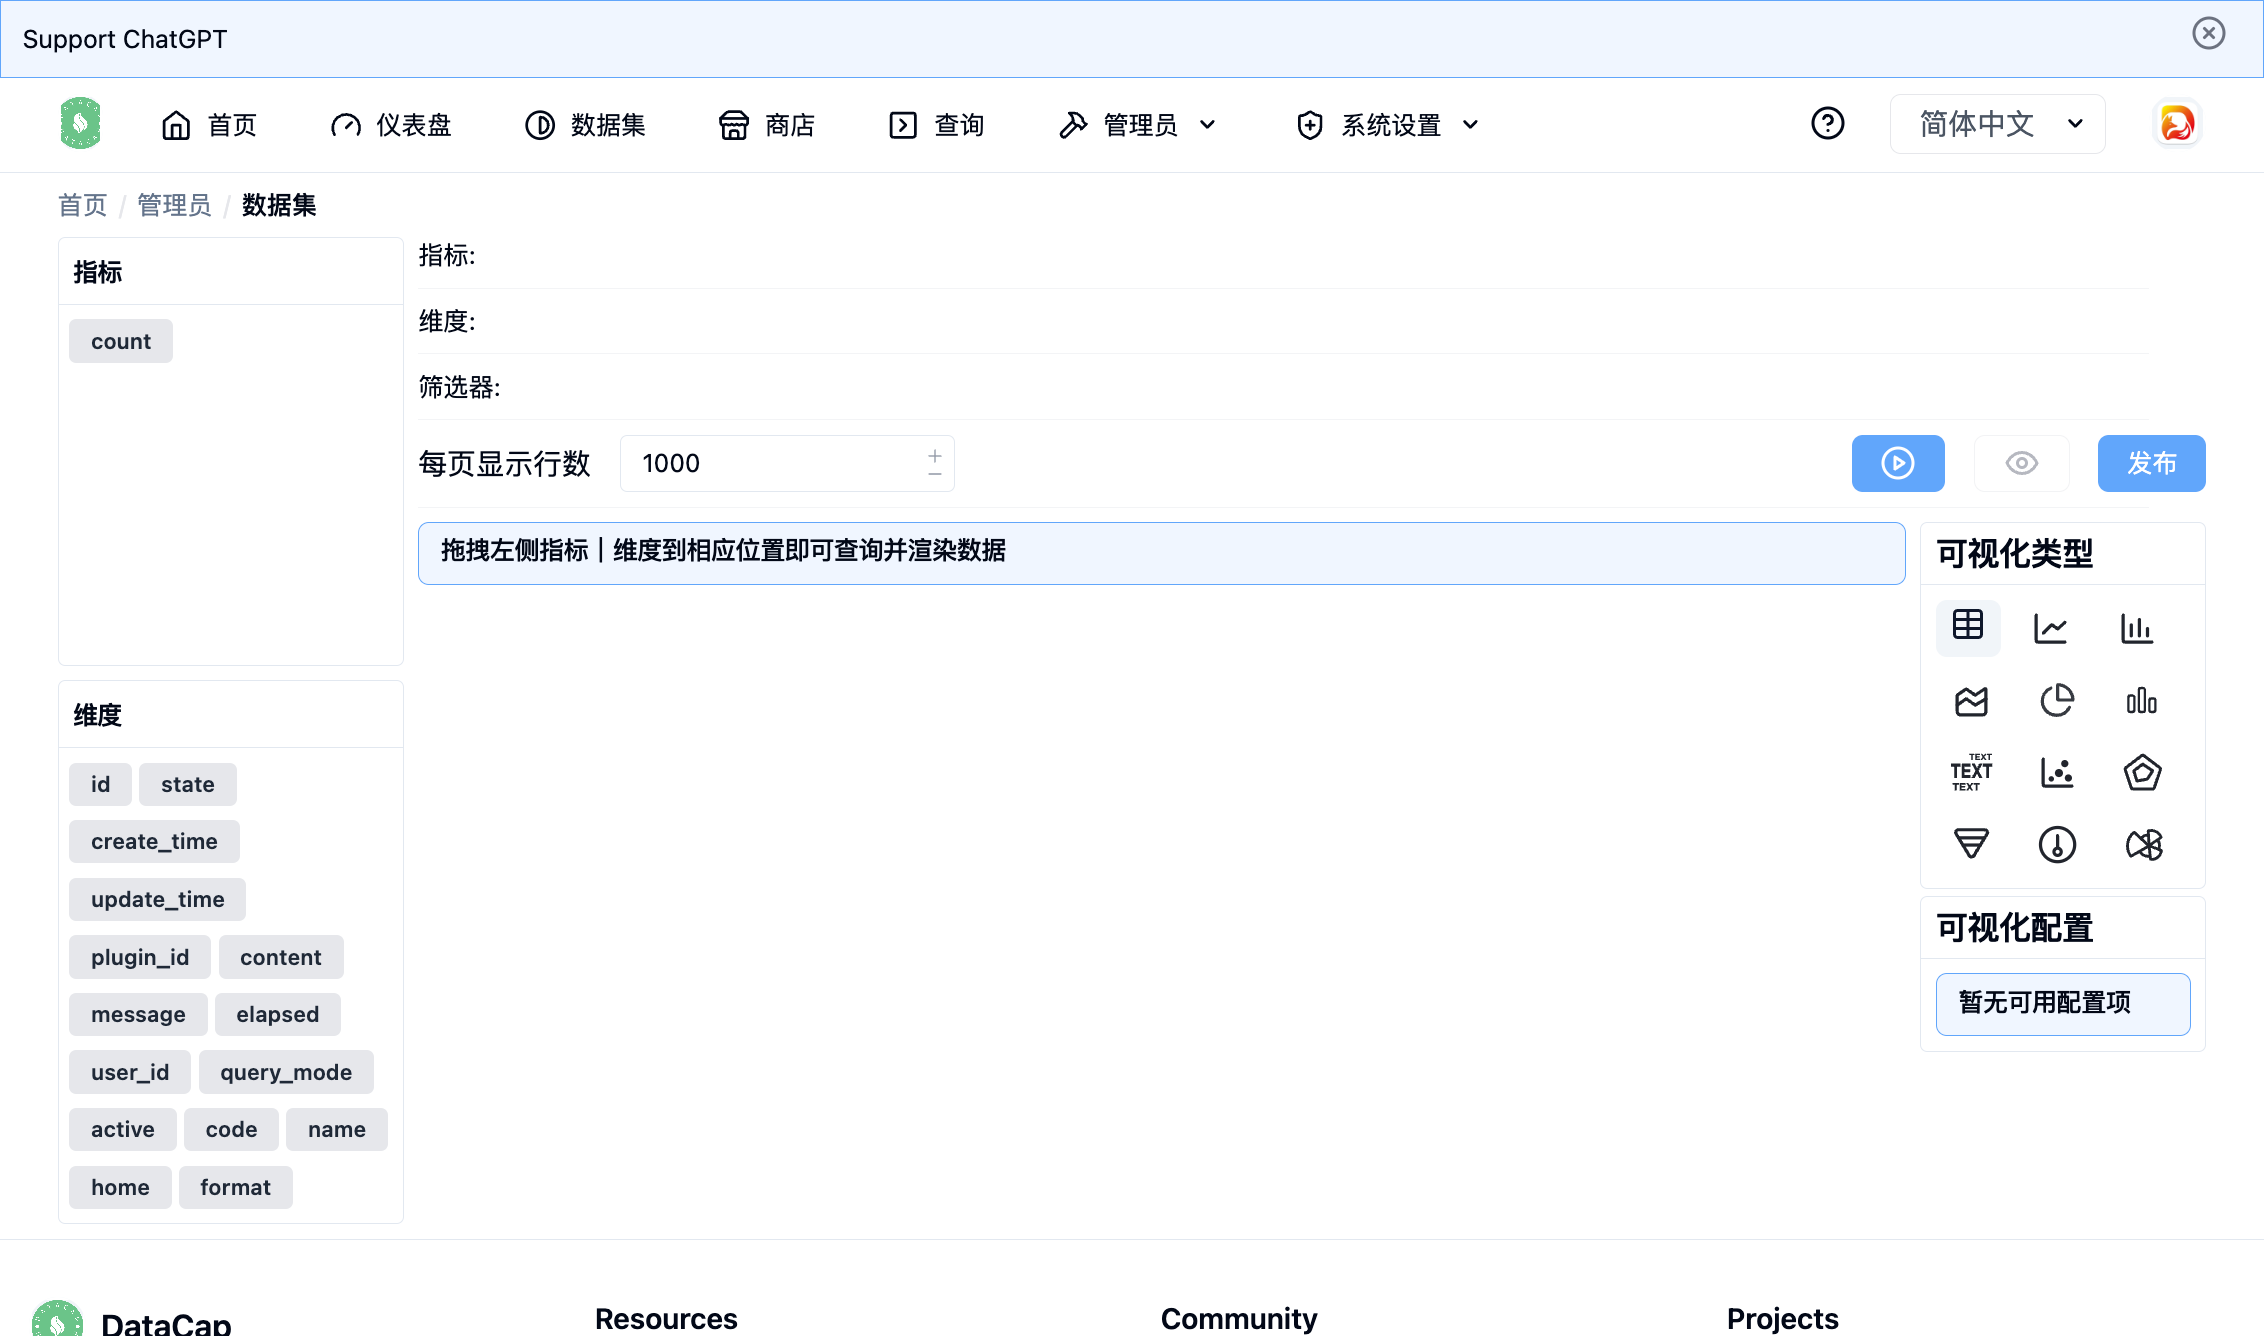 Support ChatGPT
首页
仪表盘
数据集
商店
查询
管理员
系统设置
简体中文
首页 / 管理员 / 数据集
指标
count
维度
id state
create_time
update_time
plugin_id content
message elapsed
user_id query_mode
active code name
home format
指标:
维度:
筛选器:
每页显示行数 1000
发布
拖拽左侧指标｜维度到相应位置即可查询并渲染数据
可视化类型
TEXT
TEXT
TEXT
可视化配置
暂无可用配置项
DataCap
Resources
Community
Projects